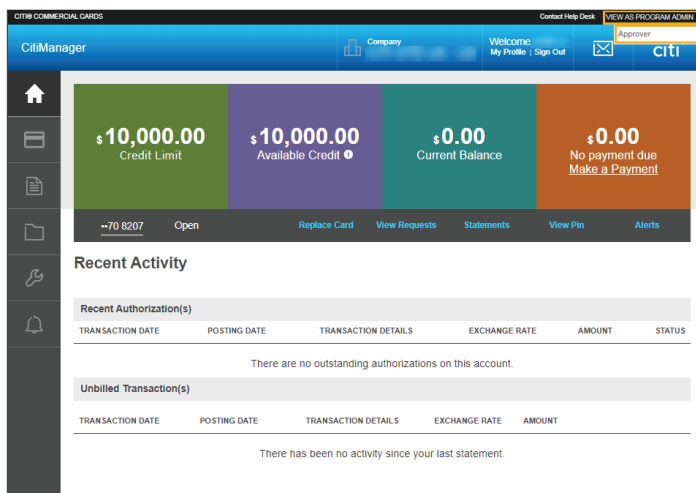 CITI® COMMERCIAL CARDS Contact Help Desk VIEW AS PROGRAM ADMIN
Approver
CitiManager Company Welcome
My Profile | Sign Out
citi
$10,000.00 $10,000.00 $0.00 $0.00
Credit Limit Available Credit Current Balance No payment due
Make a Payment
••70 8207 Open Replace Card View Requests Statements View Pin Alerts
Recent Activity
Recent Authorization(s)
TRANSACTION DATE POSTING DATE TRANSACTION DETAILS EXCHANGE RATE AMOUNT STATUS
There are no outstanding authorizations on this account.
Unbilled Transaction(s)
TRANSACTION DATE POSTING DATE TRANSACTION DETAILS EXCHANGE RATE AMOUNT
There has been no activity since your last statement.